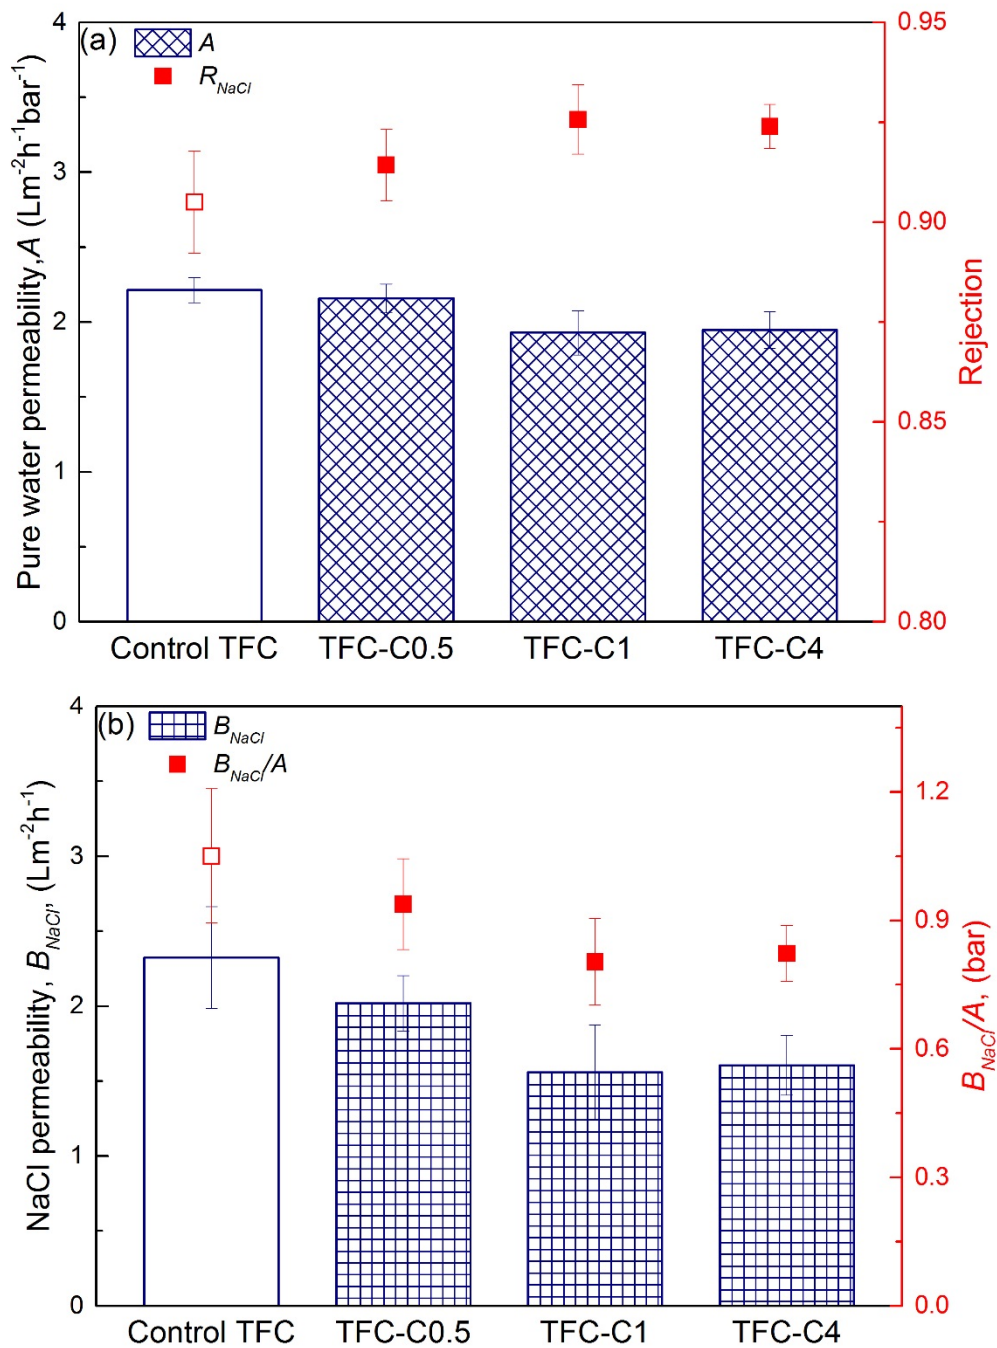 (a)
A
R_NaCl
Pure water permeability, A (Lm⁻²h⁻¹bar⁻¹)
4
3
2
1
0
0.95
0.90
0.85
0.80
Rejection
Control TFC TFC-C0.5 TFC-C1 TFC-C4
(b)
B_NaCl
B_NaCl/A
NaCl permeability, B_NaCl, (Lm⁻²h⁻¹)
4
3
2
1
0
1.2
0.9
0.6
0.3
0.0
B_NaCl/A, (bar)
Control TFC TFC-C0.5 TFC-C1 TFC-C4